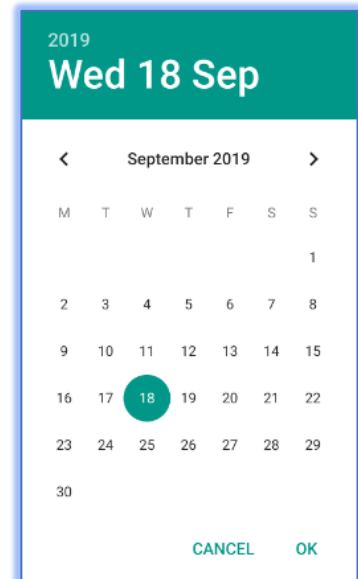 2019
Wed 18 Sep
September 2019
M T W T F S S
1
2 3 4 5 6 7 8
9 10 11 12 13 14 15
16 17 18 19 20 21 22
23 24 25 26 27 28 29
30
CANCEL OK